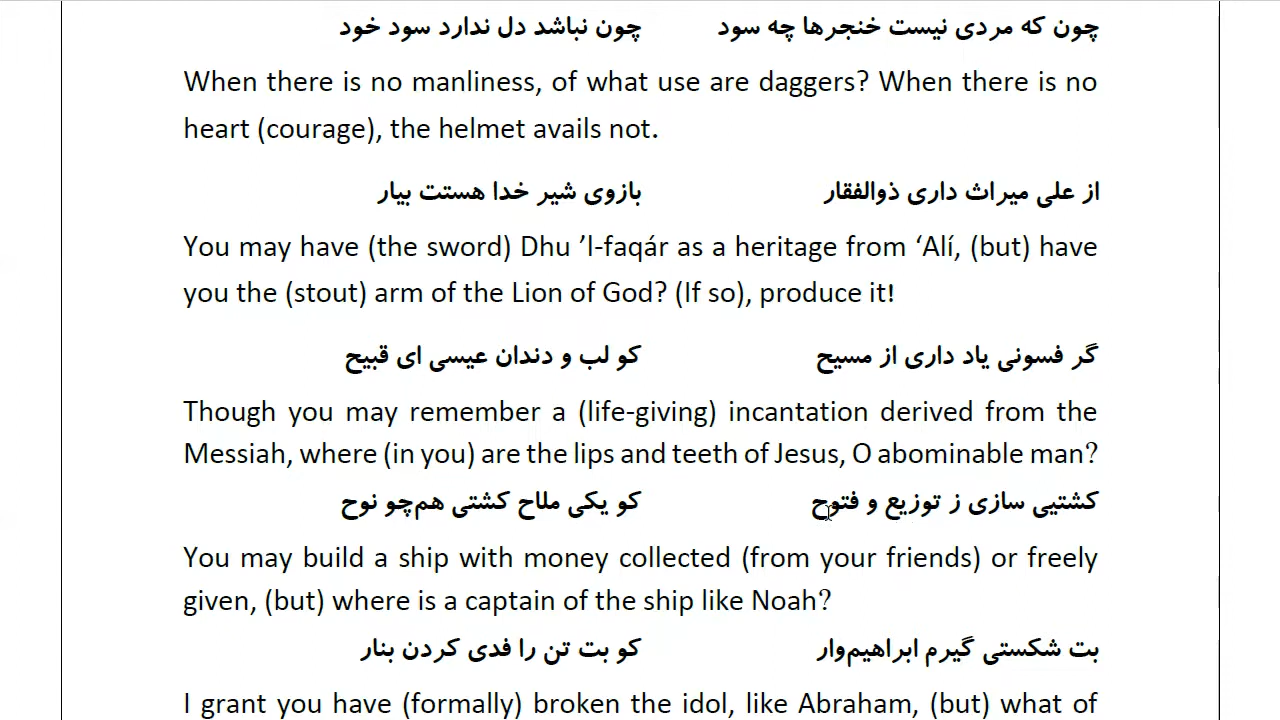 چون که مردی نیست خنجرها چه سود چون نباشد دل ندارد سود خود
When there is no manliness, of what use are daggers? When there is no
heart (courage), the helmet avails not.
از علی میراث داری ذوالفقار بازوی شیر خدا هستت بیار
You may have (the sword) Dhu ’l-faqár as a heritage from ‘Alí, (but) have
you the (stout) arm of the Lion of God? (If so), produce it!
گر فسونی یاد داری از مسیح کو لب و دندان عیسی ای قبیح
Though you may remember a (life-giving) incantation derived from the
Messiah, where (in you) are the lips and teeth of Jesus, O abominable man?
کشتیی سازی ز توزیع و فتوح کو یکی ملاح کشتی هم‌چو نوح
You may build a ship with money collected (from your friends) or freely
given, (but) where is a captain of the ship like Noah?
بت شکستی گیرم ابراهیم‌وار کو بت تن را فدی کردن بنار
I grant you have (formally) broken the idol, like Abraham, (but) what of